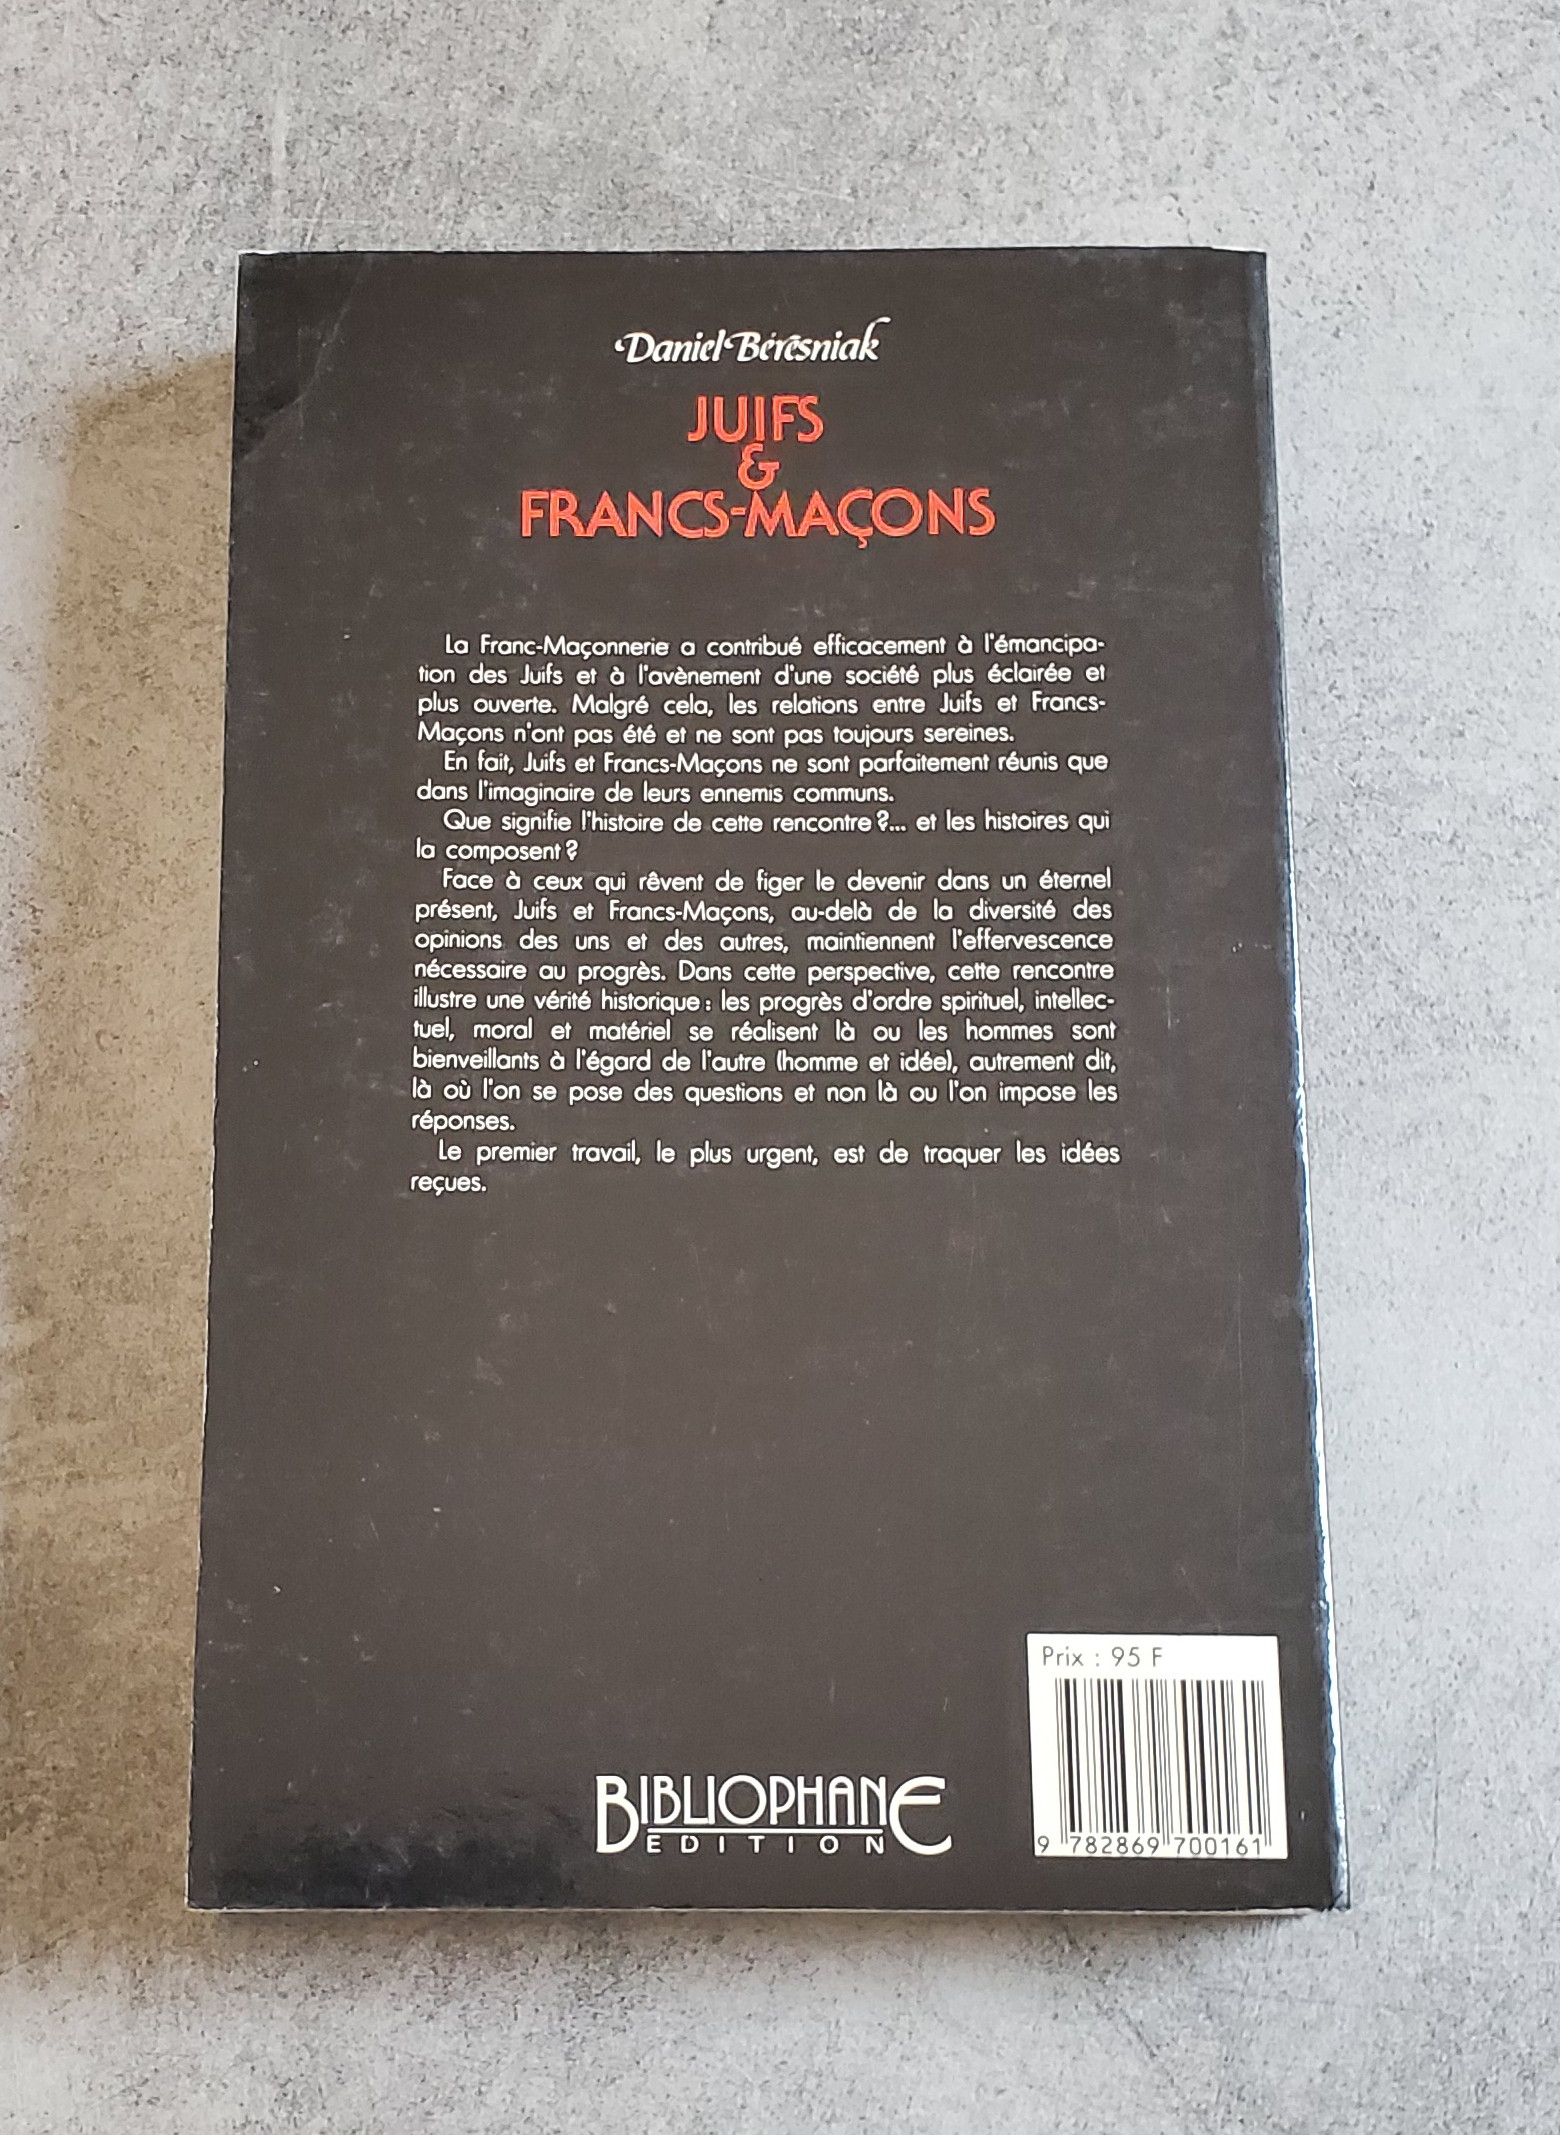 Daniel Béresniak
JUIFS
&
FRANCS-MAÇONS
La Franc-Maçonnerie a contribué efficacement à l'émancipa-
tion des Juifs et à l'avènement d'une société plus éclairée et
plus ouverte. Malgré cela, les relations entre Juifs et Francs-
Maçons n'ont pas été et ne sont pas toujours sereines.
En fait, Juifs et Francs-Maçons ne sont parfaitement réunis que
dans l'imaginaire de leurs ennemis communs.
Que signifie l'histoire de cette rencontre ?... et les histoires qui
la composent ?
Face à ceux qui rêvent de figer le devenir dans un éternel
présent, Juifs et Francs-Maçons, au-delà de la diversité des
opinions des uns et des autres, maintiennent l'effervescence
nécessaire au progrès. Dans cette perspective, cette rencontre
illustre une vérité historique : les progrès d'ordre spirituel, intellec-
tuel, moral et matériel se réalisent là ou les hommes sont
bienveillants à l'égard de l'autre (homme et idée), autrement dit,
là où l'on se pose des questions et non là ou l'on impose les
réponses.
Le premier travail, le plus urgent, est de traquer les idées
reçues.
Prix : 95 F
9 782869 700161
BIBLIOPHANE
EDITION